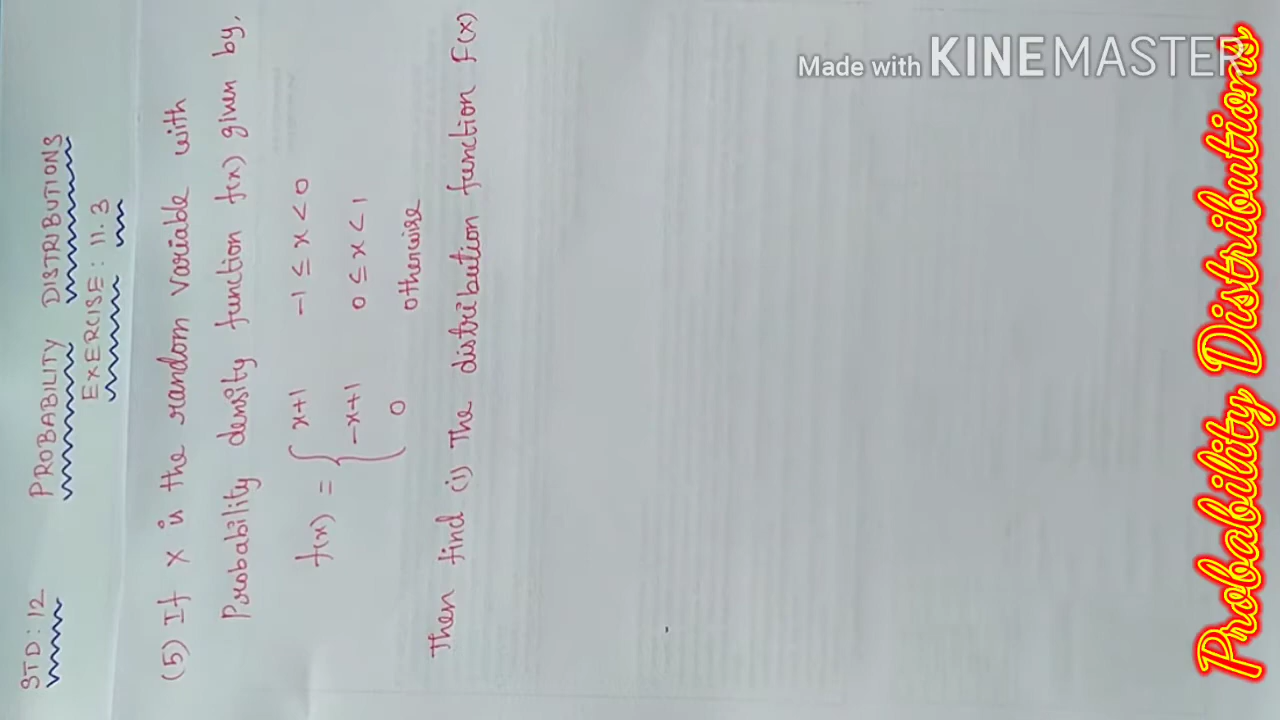 STD: 12 PROBABILITY DISTRIBUTIONS
EXERCISE: 11.3
(5) If X is the random variable with
Probability density function f(x) given by,
f(x) = { x+1 -1 ≤ x < 0
-x+1 0 ≤ x < 1
0 otherwise
Then find (i) The distribution function F(x)
Made with KINEMASTER
Probability Distributions